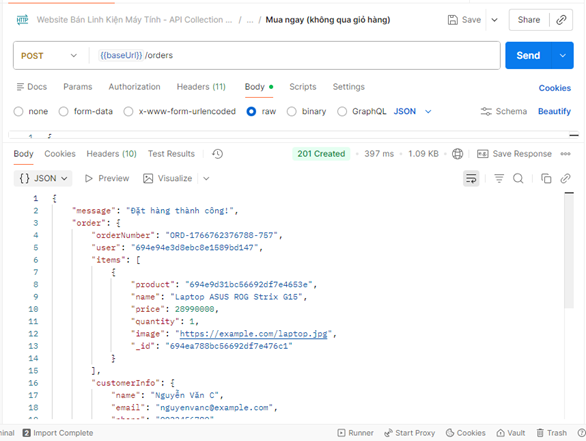 HTTP Website Bán Linh Kiện Máy Tính - API Collection ... / ... / Mua ngay (không qua giỏ hàng) Save Share
POST {{baseUrl}} /orders Send
Docs Params Authorization Headers (11) Body Scripts Settings Cookies
none form-data x-www-form-urlencoded raw binary GraphQL JSON Schema Beautify
1 {
Body Cookies Headers (10) Test Results 201 Created 397 ms 1.09 KB Save Response
{} JSON Preview Visualize
1 {
2 "message": "Đặt hàng thành công!",
3 "order": {
4 "orderNumber": "ORD-1766762376788-757",
5 "user": "694e94e3d8ebc8e1589bd147",
6 "items": [
7 {
8 "product": "694e9d31bc56692df7e4653e",
9 "name": "Laptop ASUS ROG Strix G15",
10 "price": 28990000,
11 "quantity": 1,
12 "image": "https://example.com/laptop.jpg",
13 "_id": "694ea788bc56692df7e476c1"
14 }
15 ],
16 "customerInfo": {
17 "name": "Nguyễn Văn C",
18 "email": "nguyenvanc@example.com",
Import Complete Runner Start Proxy Cookies Vault Trash